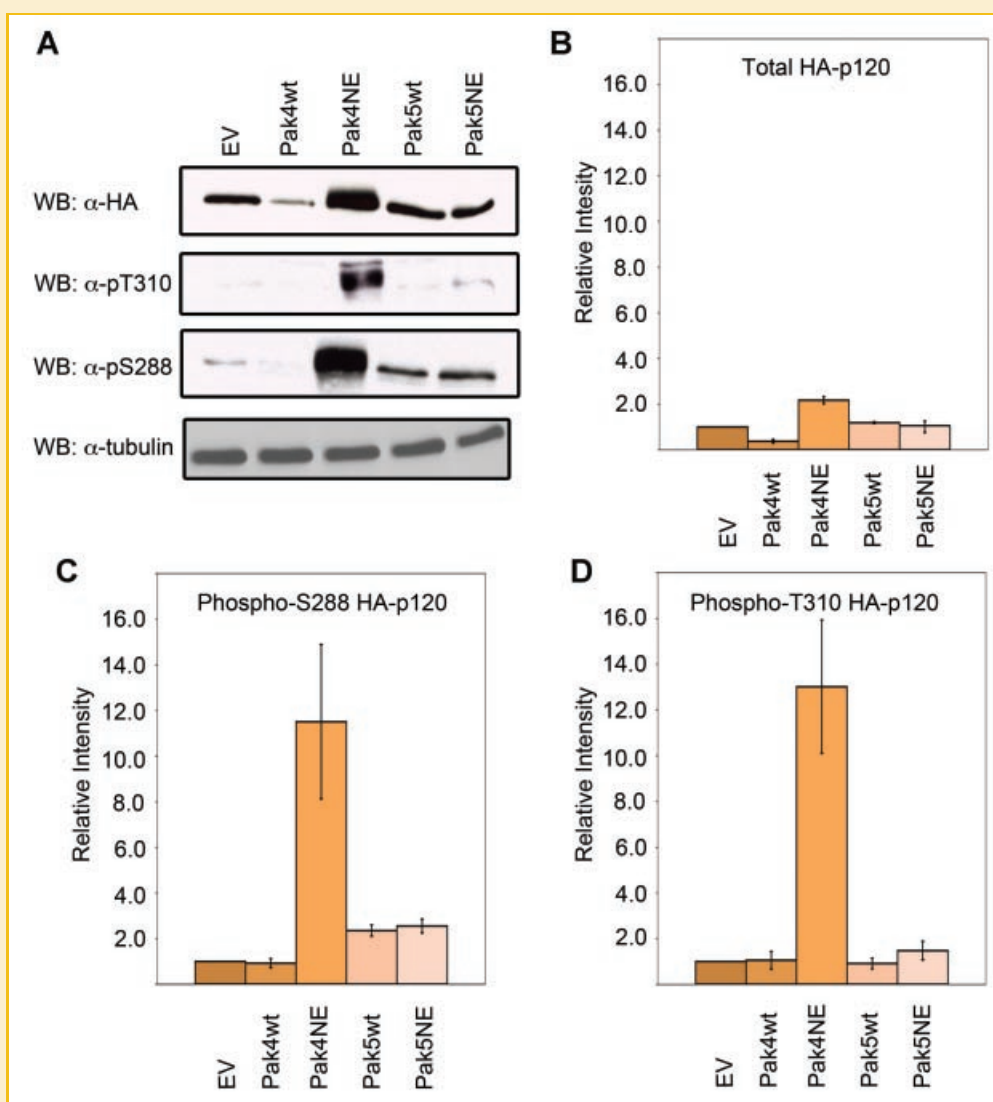 A
EV
Pak4wt
Pak4NE
Pak5wt
Pak5NE
WB: α-HA
WB: α-pT310
WB: α-pS288
WB: α-tubulin
B
Total HA-p120
Relative Intesity
16.0
14.0
12.0
10.0
8.0
6.0
4.0
2.0
EV
Pak4wt
Pak4NE
Pak5wt
Pak5NE
C
Phospho-S288 HA-p120
Relative Intensity
16.0
14.0
12.0
10.0
8.0
6.0
4.0
2.0
EV
Pak4wt
Pak4NE
Pak5wt
Pak5NE
D
Phospho-T310 HA-p120
Relative Intensity
16.0
14.0
12.0
10.0
8.0
6.0
4.0
2.0
EV
Pak4wt
Pak4NE
Pak5wt
Pak5NE